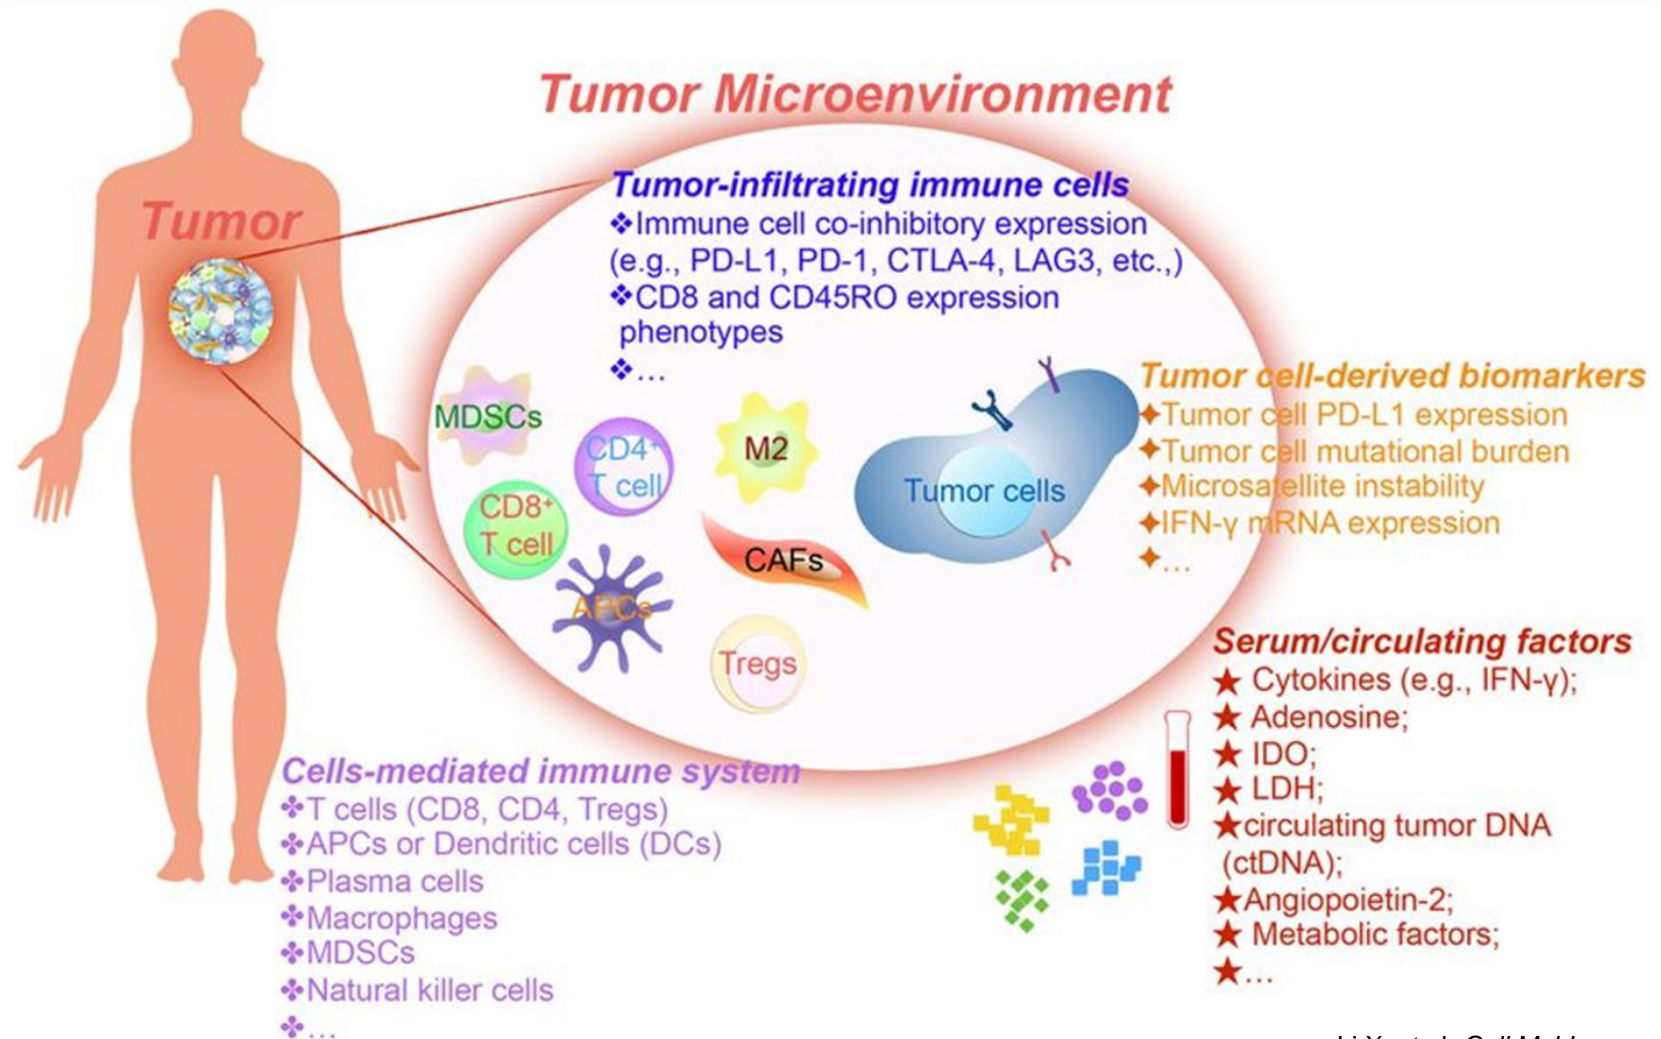 Tumor Microenvironment
Tumor
Tumor-infiltrating immune cells
❖Immune cell co-inhibitory expression
(e.g., PD-L1, PD-1, CTLA-4, LAG3, etc.,)
❖CD8 and CD45RO expression
phenotypes
❖...
MDSCs
CD4+
T cell
M2
CD8+
T cell
APCs
CAFs
Tregs
Tumor cells
Tumor cell-derived biomarkers
✦Tumor cell PD-L1 expression
✦Tumor cell mutational burden
✦Microsatellite instability
✦IFN-γ mRNA expression
✦...
Serum/circulating factors
★ Cytokines (e.g., IFN-γ);
★ Adenosine;
★ IDO;
★ LDH;
★circulating tumor DNA
(ctDNA);
★Angiopoietin-2;
★ Metabolic factors;
★...
Cells-mediated immune system
✤T cells (CD8, CD4, Tregs)
✤APCs or Dendritic cells (DCs)
✤Plasma cells
✤Macrophages
✤MDSCs
✤Natural killer cells
✤...